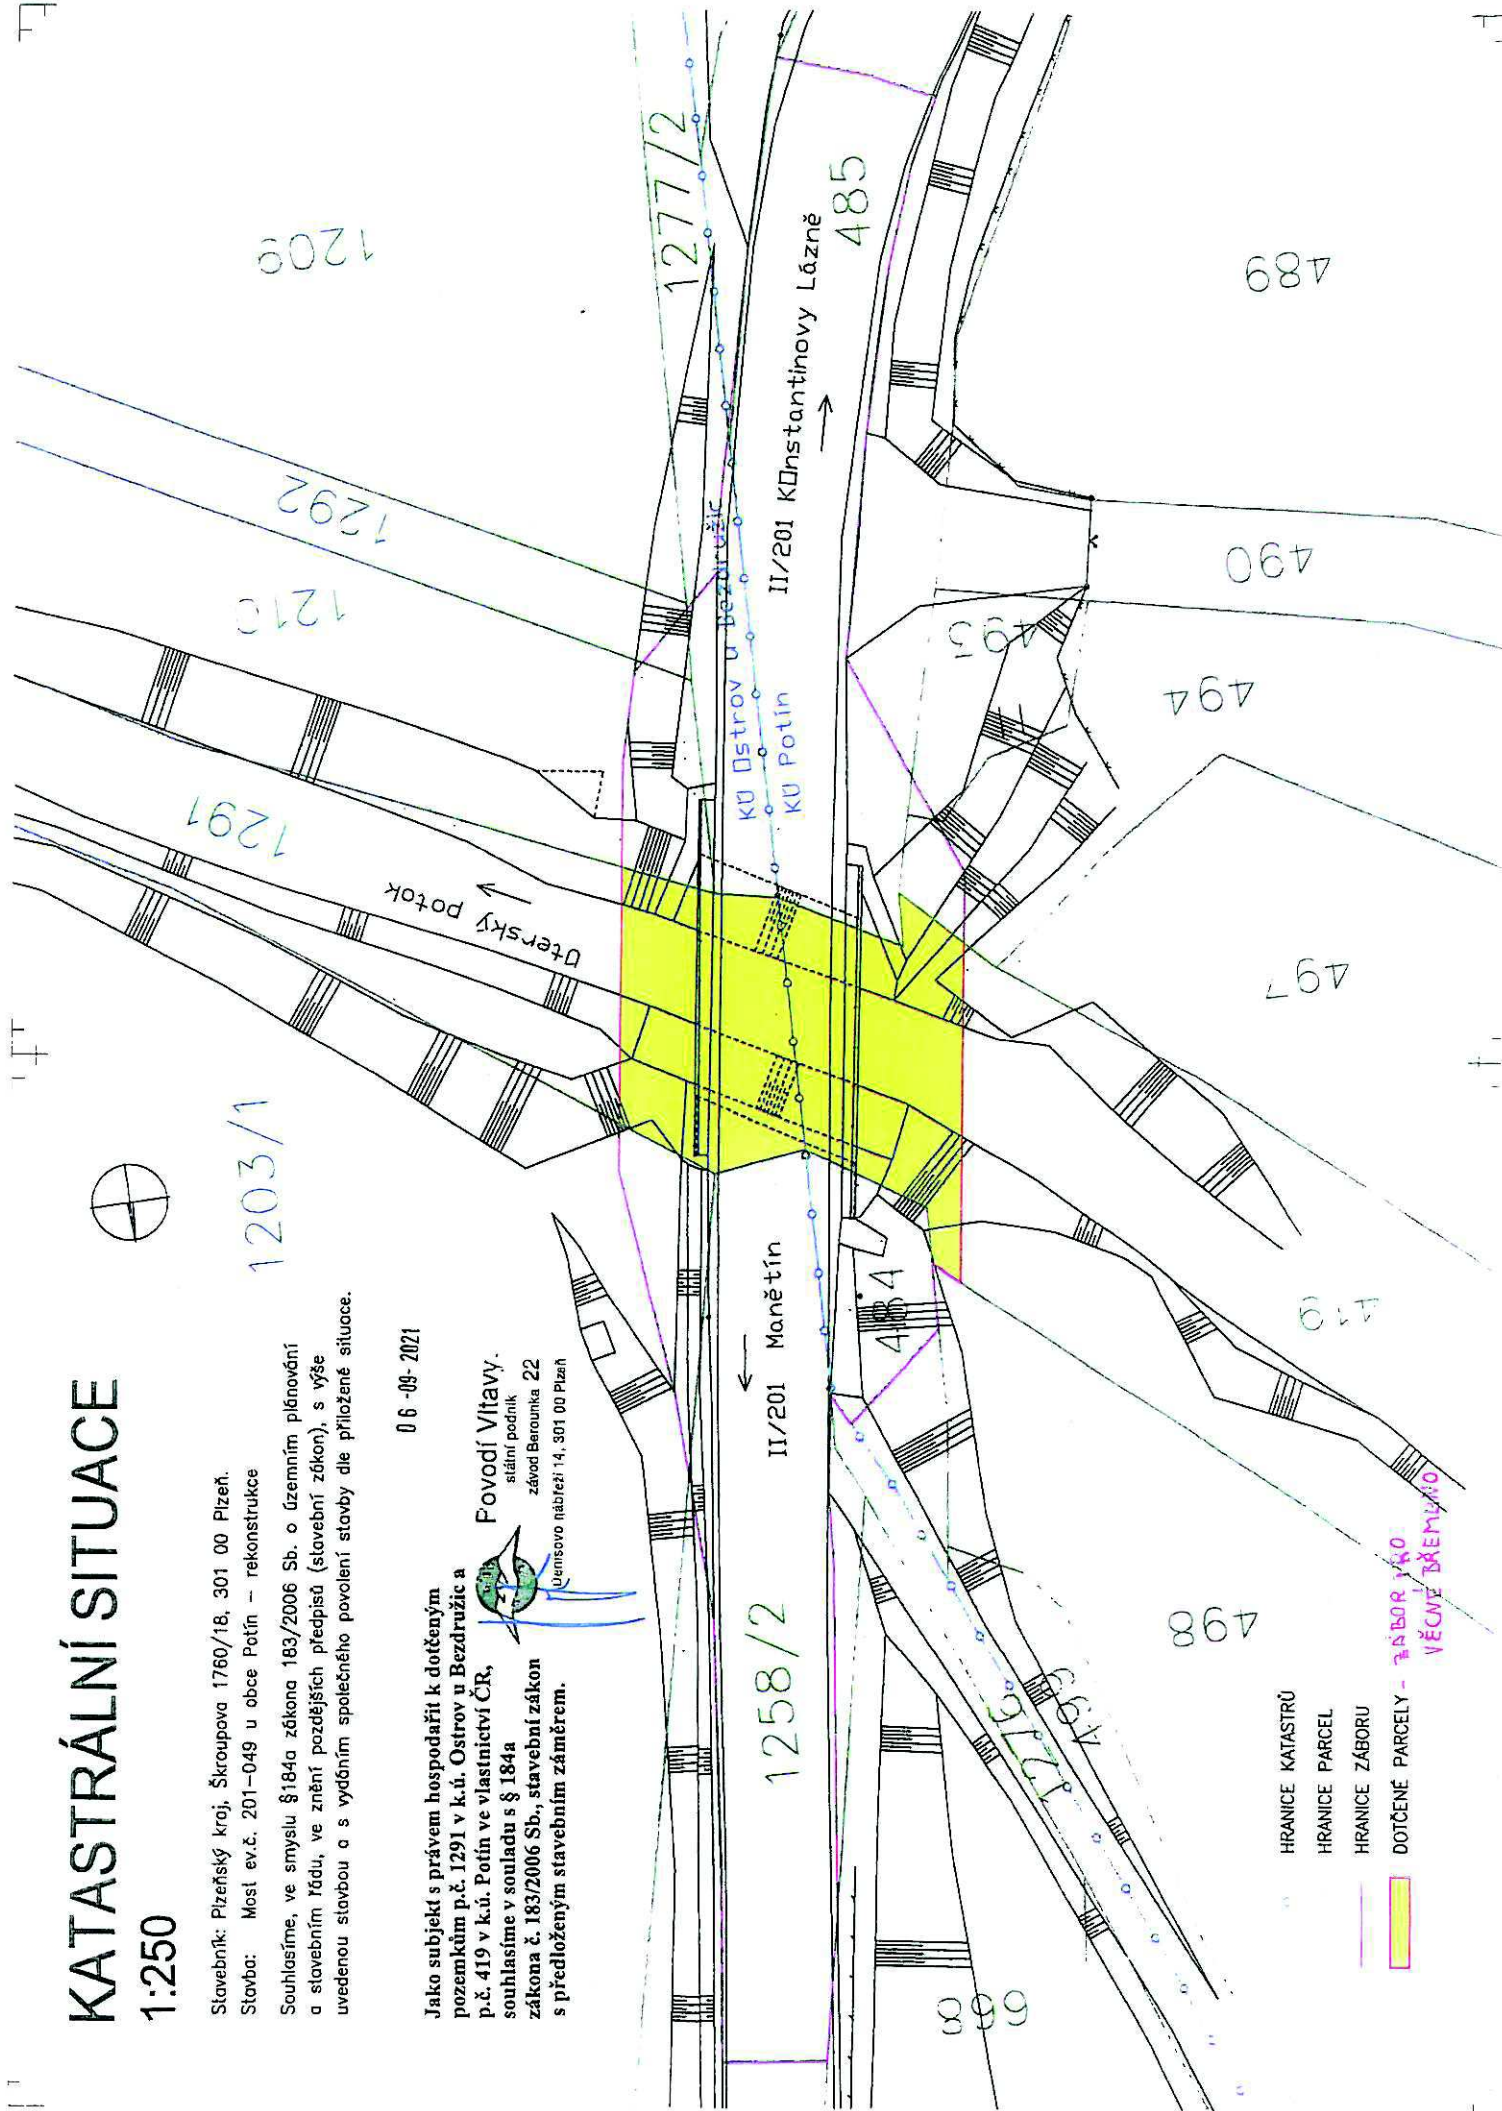 KATASTRÁLNÍ SITUACE
1:250
Stavebník: Plzeňský kraj, Škroupova 1760/18, 301 00 Plzeň.
Stavba: Most ev.č. 201-049 u obce Potín – rekonstrukce
Souhlasíme, ve smyslu §184a zákona 183/2006 Sb. o územním plánování
a stavebním řádu, ve znění pozdějších předpisů (stavební zákon), s výše
uvedenou stavbou a s vydáním společného povolení stavby dle přiložené situace.
06-09-2021
Jako subjekt s právem hospodařit k dotčeným
pozemkům p.č. 1291 v k.ú. Ostrov u Bezdružic a
p.č. 419 v k.ú. Potín ve vlastnictví ČR,
souhlasíme v souladu s § 184a
zákona č. 183/2006 Sb., stavební zákon
s předloženým stavebním záměrem.
Povodí Vltavy.
státní podnik
závod Berounka 22
Denisovo nábřeží 14, 301 00 Plzeň
1203/1
1291
1210
1292
1209
1277/2
Úterský potok
KÚ Ostrov u Bezdružic
KÚ Potín
II/201 Konstantinovy Lázně
485
II/201 Manětín
1258/2
484
489
490
493
494
497
419
498
499
1216
668
HRANICE KATASTRŮ
HRANICE PARCEL
HRANICE ZÁBORU
DOTČENÉ PARCELY - ZÁBOR PRO
VĚCNÉ BŘEMENO